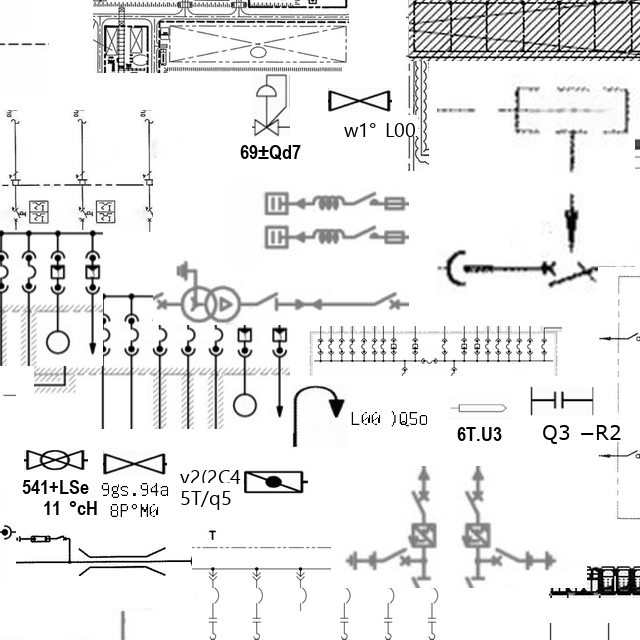 w1° L00
69±Qd7
L00 )Q5o
6T.U3
Q3 −R2
541+LSe
11 °cH
9gs.94a
8P°M0
v2(2C4
5T/q5
T